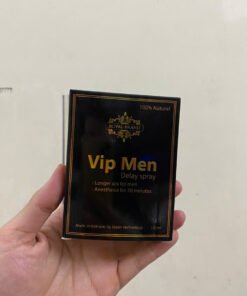 100% Natural
ROYAL BRAND
Vip Men
Delay spray
- Longer sex for men
- Anesthesia for 30 minutes